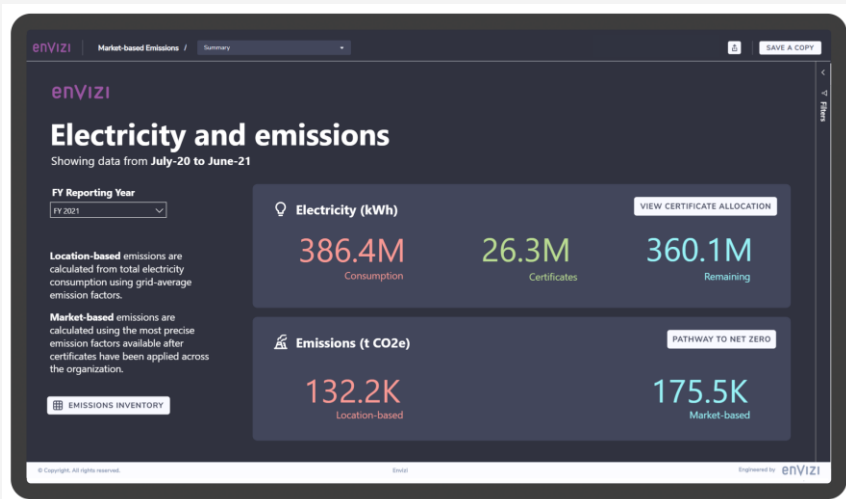 enVIZI
Market-based Emissions / Summary
SAVE A COPY
Filters
enVIZI
Electricity and emissions
Showing data from July-20 to June-21
FY Reporting Year
FY 2021
Location-based emissions are
calculated from total electricity
consumption using grid-average
emission factors.
Market-based emissions are
calculated using the most precise
emission factors available after
certificates have been applied across
the organization.
EMISSIONS INVENTORY
Electricity (kWh)
VIEW CERTIFICATE ALLOCATION
386.4M
Consumption
26.3M
Certificates
360.1M
Remaining
Emissions (t CO2e)
PATHWAY TO NET ZERO
132.2K
Location-based
175.5K
Market-based
© Copyright. All rights reserved.
Envizi
Engineered by enVIZI